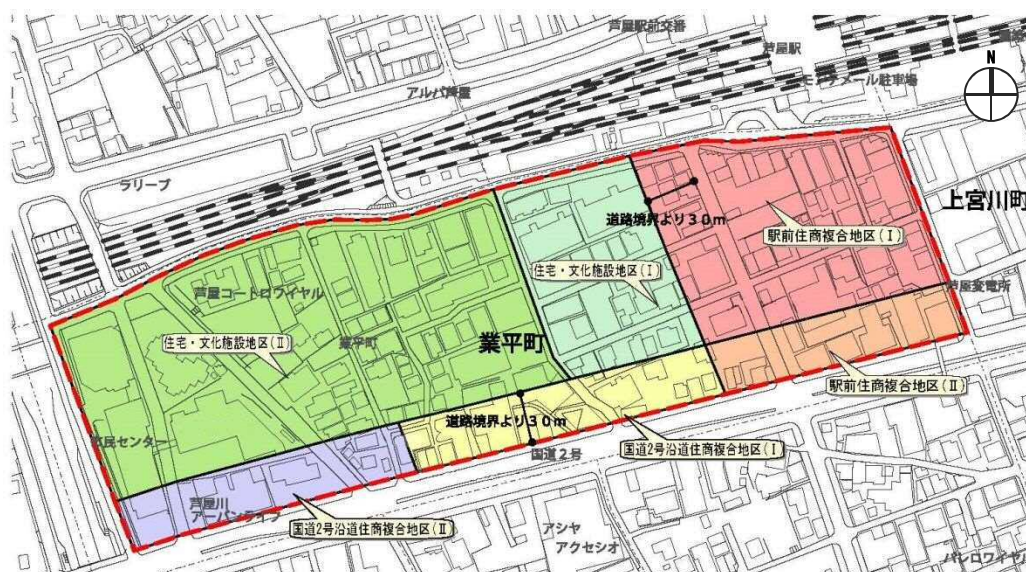 芦屋駅前交番
芦屋駅
N
モンテメール駐車場
アルパ芦屋
ラリーブ
上宮川町
道路境界より30m
駅前住商複合地区(Ⅰ)
住宅・文化施設地区(Ⅰ)
芦屋変電所
芦屋コートロワイヤル
業平町
住宅・文化施設地区(Ⅱ)
業平町
駅前住商複合地区(Ⅱ)
道路境界より30m
市民センター
国道2号
国道2号沿道住商複合地区(Ⅰ)
芦屋川
アーバンライフ
国道2号沿道住商複合地区(Ⅱ)
アシヤ
アクセシオ
パレロワイヤル